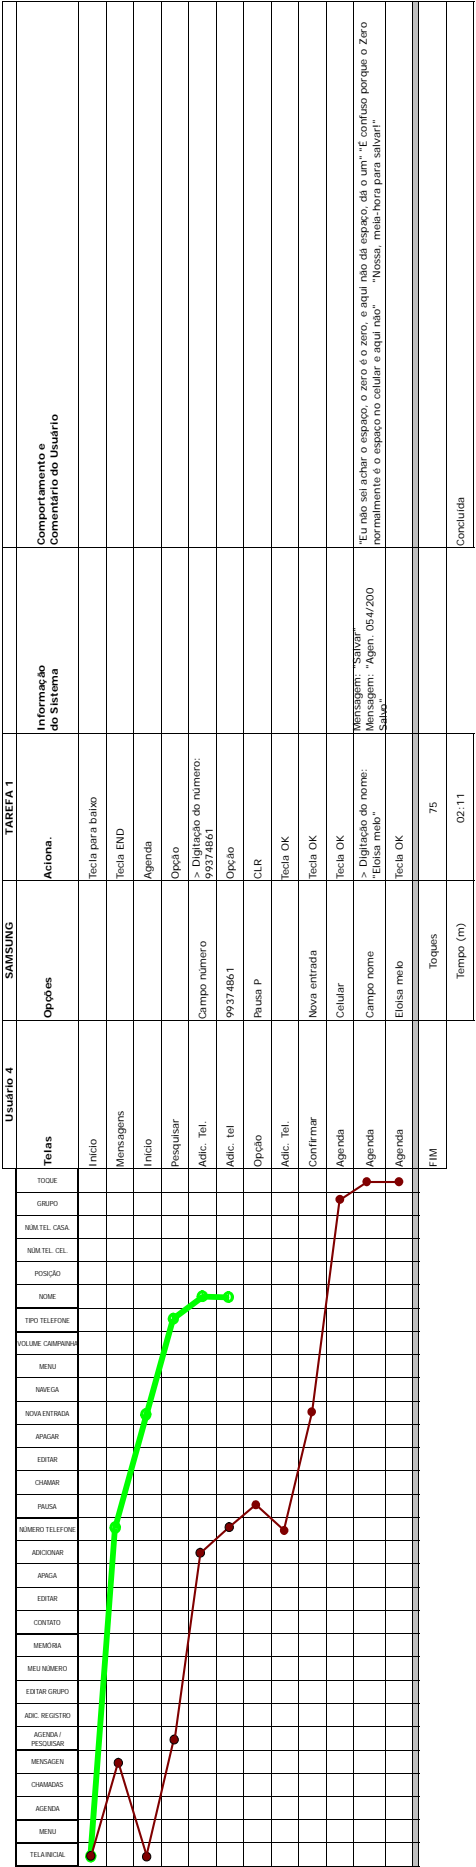 Usuário 4
SAMSUNG
TAREFA 1
Telas
Opções
Aciona.
Informação
do Sistema
Comportamento e
Comentário do Usuário
Início
Tecla para baixo
Mensagens
Tecla END
Início
Agenda
Pesquisar
Opção
Adic. Tel.
Campo número
> Digitação do número:
99374861
Adic. tel
99374861
Opção
Opção
Pausa P
CLR
Adic. Tel.
Tecla OK
Confirmar
Nova entrada
Tecla OK
Agenda
Celular
Tecla OK
Agenda
Campo nome
> Digitação do nome:
"Eloisa melo"
Mensagem: "Salvar"
Mensagem: "Agen. 054/200
Salvo"
"Eu não sei achar o espaço, o zero é o zero, e aqui não dá espaço, dá o um" "É confuso porque o Zero
normalmente é o espaço no celular e aqui não" "Nossa, meia-hora para salvar!"
Agenda
Eloisa melo
Tecla OK
FIM
Toques
75
Tempo (m)
02:11
Concluída
TOQUE
GRUPO
NÚM.TEL. CASA.
NÚM.TEL. CEL.
POSIÇÃO
NOME
TIPO TELEFONE
VOLUME CAIMPAINHA
MENU
NAVEGA
NOVA ENTRADA
APAGAR
EDITAR
CHAMAR
PAUSA
NÚMERO TELEFONE
ADICIONAR
APAGA
EDITAR
CONTATO
MEMÓRIA
MEU NÚMERO
EDITAR GRUPO
ADIC. REGISTRO
AGENDA /
PESQUISAR
MENSAGEN
CHAMADAS
AGENDA
MENU
TELA INICIAL